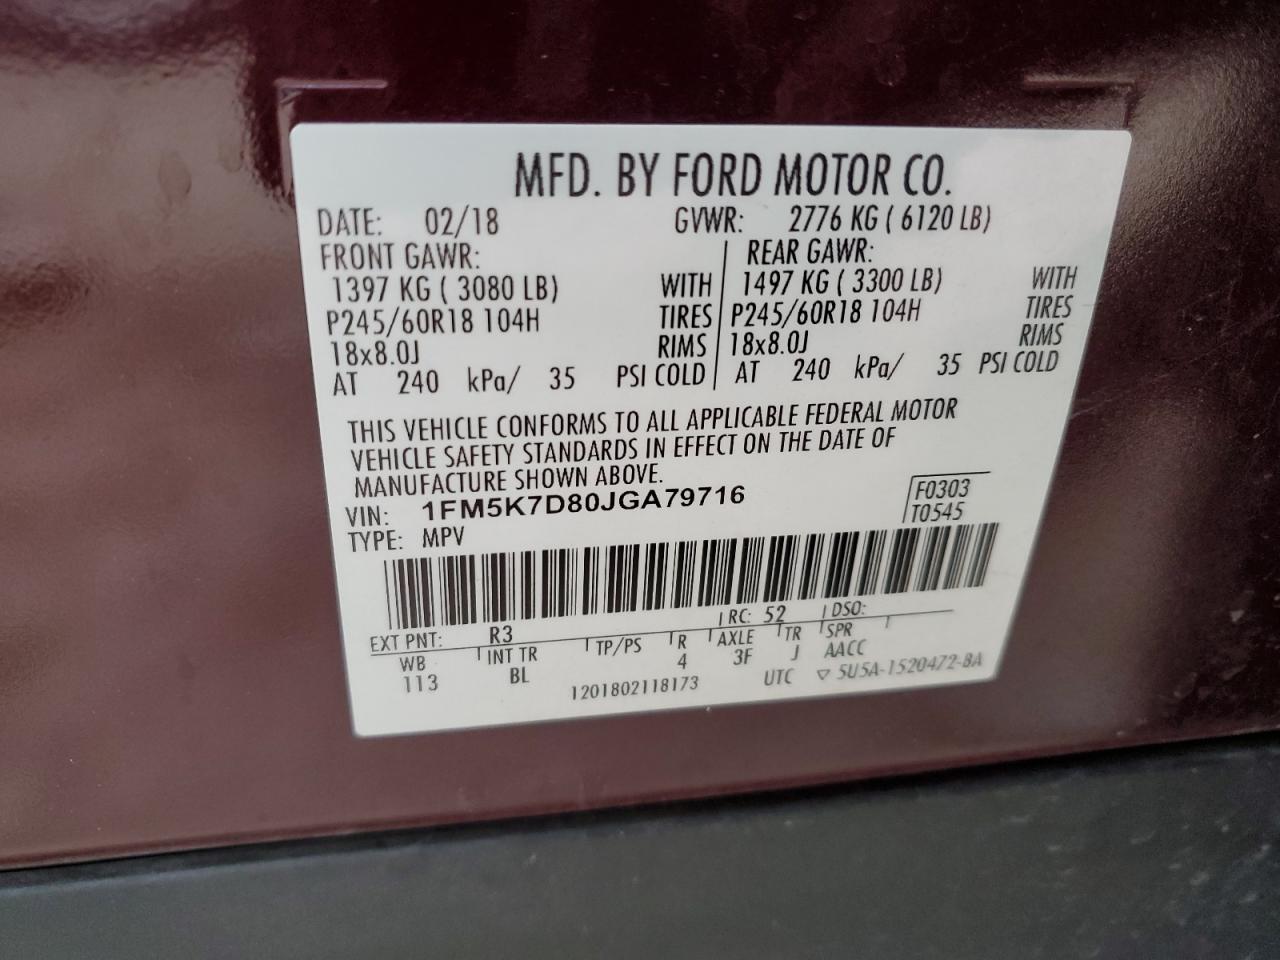 MFD. BY FORD MOTOR CO.
DATE: 02/18 GVWR: 2776 KG ( 6120 LB)
FRONT GAWR: REAR GAWR:
1397 KG ( 3080 LB) WITH 1497 KG ( 3300 LB) WITH
P245/60R18 104H TIRES P245/60R18 104H TIRES
18x8.0J RIMS 18x8.0J RIMS
AT 240 kPa/ 35 PSI COLD AT 240 kPa/ 35 PSI COLD
THIS VEHICLE CONFORMS TO ALL APPLICABLE FEDERAL MOTOR
VEHICLE SAFETY STANDARDS IN EFFECT ON THE DATE OF
MANUFACTURE SHOWN ABOVE.
VIN: 1FM5K7D80JGA79716 F0303
TYPE: MPV T0545
EXT PNT: R3 RC: 52 DSO:
WB INT TR TP/PS R AXLE TR SPR
113 BL 4 3F J AACC
1201802118173 UTC ▽ 5U5A-1520472-BA